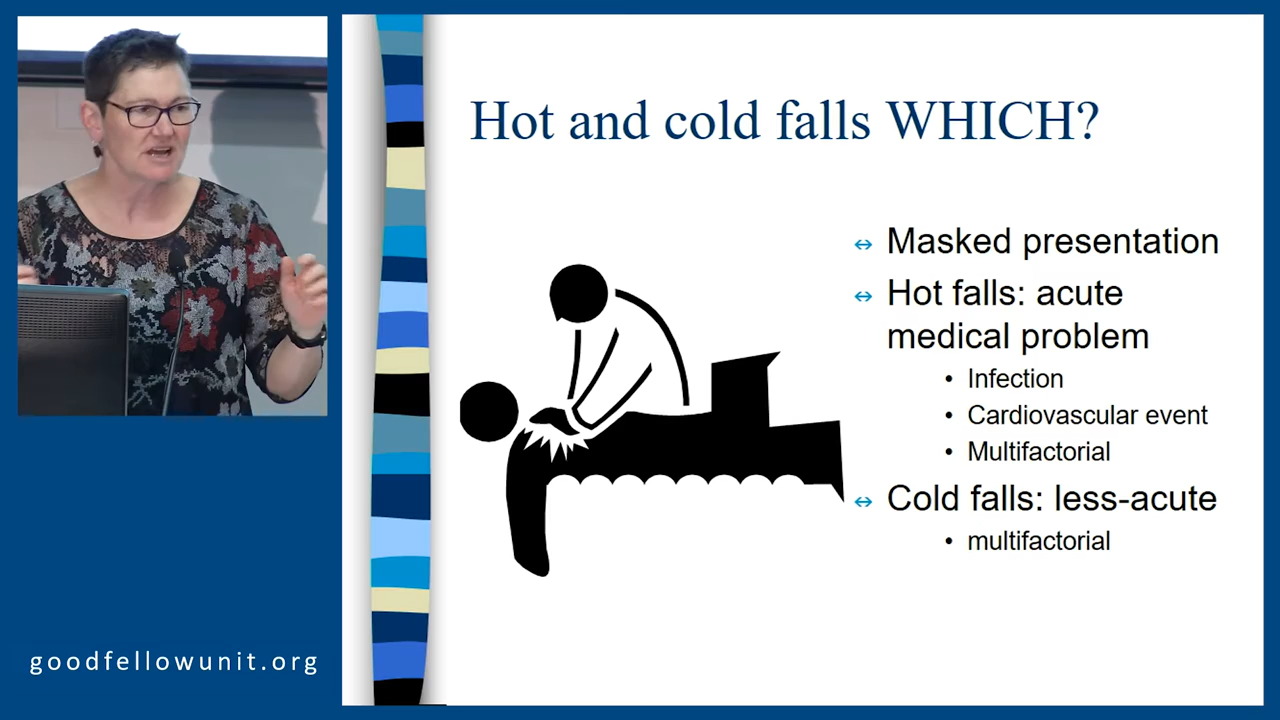 Hot and cold falls WHICH?
↔ Masked presentation
↔ Hot falls: acute
medical problem
• Infection
• Cardiovascular event
• Multifactorial
↔ Cold falls: less-acute
• multifactorial
goodfellowunit.org